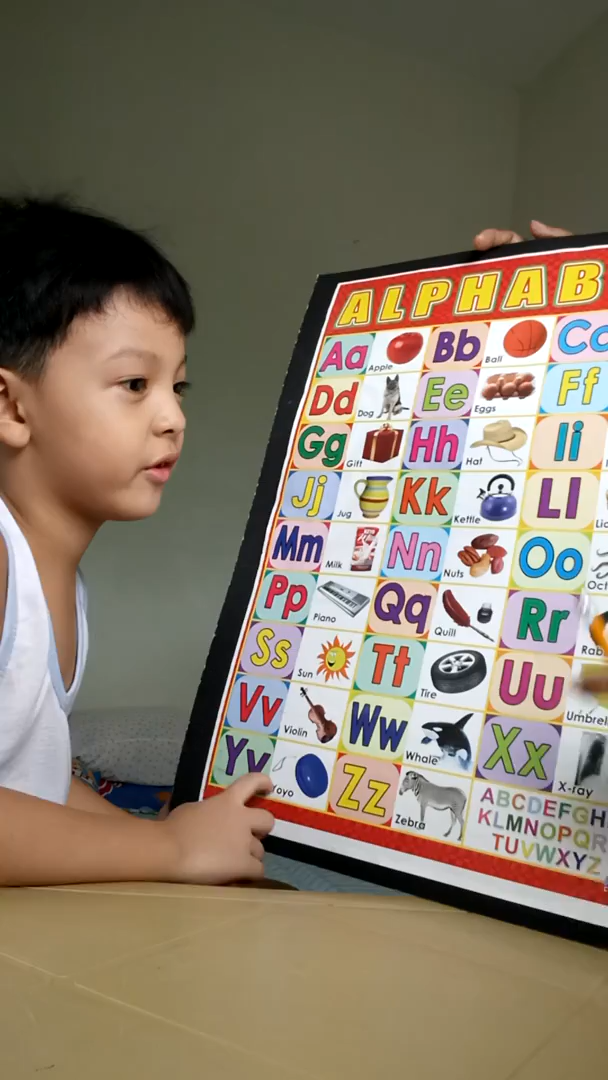 ALPHAB
Aa Apple Bb Ball Cc
Dd Dog Ee Eggs Ff
Gg Gift Hh Hat Ii
Jj Jug Kk Kettle Ll
Mm Milk Nn Nuts Oo
Pp Piano Qq Quill Rr
Ss Sun Tt Tire Uu
Vv Violin Ww Whale Xx X-ray
Yy Zz Zebra
ABCDEFGH
KLMNOPQR
TUVWXYZ